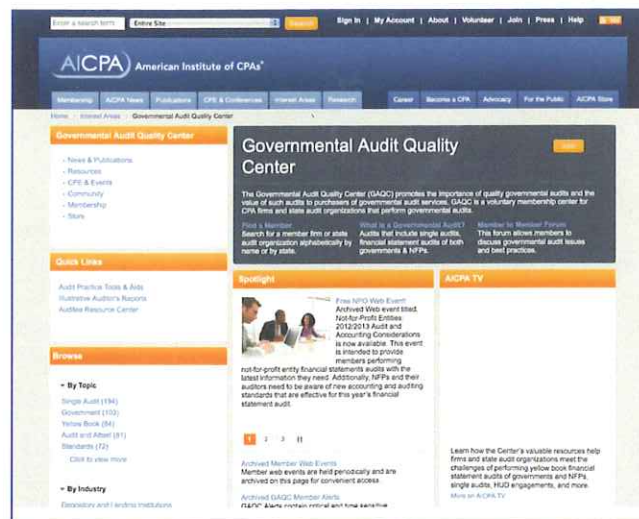 Enter a search term
Entire Site
Search
Sign In | My Account | About | Volunteer | Join | Press | Help
AICPA American Institute of CPAs
Membership AICPA News Publications CPE & Conferences Interest Areas Research Career Become a CPA Advocacy For the Public AICPA Store
Home Interest Areas Governmental Audit Quality Center
Governmental Audit Quality Center
- News & Publications
- Resources
- CPE & Events
- Community
- Membership
- Store
Quick Links
Audit Practice Tools & Aids
Illustrative Auditor's Reports
Auditee Resource Center
Browse
By Topic
Single Audit (194)
Government (103)
Yellow Book (84)
Audit and Attest (81)
Standards (72)
Click to view more
By Industry
Depository and Lending Institutions
Governmental Audit Quality
Center
Join
The Governmental Audit Quality Center (GAQC) promotes the importance of quality governmental audits and the
value of such audits to purchasers of governmental audit services. GAQC is a voluntary membership center for
CPA firms and state audit organizations that perform governmental audits.
Find a Member
Search for a member firm or state
audit organization alphabetically by
name or by state.
What is a Governmental Audit?
Audits that include single audits,
financial statement audits of both
governments & NFPs.
Member to Member Forum
This forum allows members to
discuss governmental audit issues
and best practices.
Spotlight
Free NPO Web Event
Archived Web event titled,
Not-for-Profit Entities:
2012/2013 Audit and
Accounting Considerations
is now available. This event
is intended to provide
members performing
not-for-profit entity financial statements audits with the
latest information they need. Additionally, NFPs and their
auditors need to be aware of new accounting and auditing
standards that are effective for this year's financial
statement audit.
1 2 3
Archived Member Web Events
Member web events are held periodically and are
archived on this page for convenient access.
Archived GAQC Member Alerts
GAQC Alerts contain critical and time sensitive
AICPA TV
Learn how the Center's valuable resources help
firms and state audit organizations meet the
challenges of performing yellow book financial
statement audits of governments and NFPs,
single audits, HUD engagements, and more.
More on AICPA TV